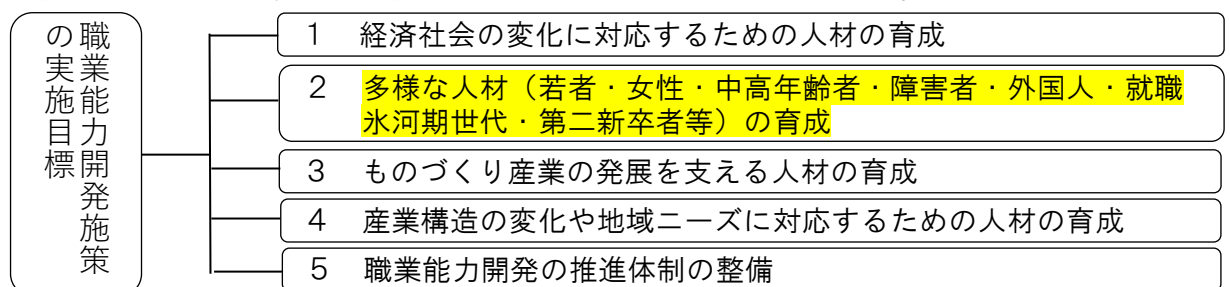 職業能力開発施策
の実施目標
1 経済社会の変化に対応するための人材の育成
2 多様な人材（若者・女性・中高年齢者・障害者・外国人・就職
氷河期世代・第二新卒者等）の育成
3 ものづくり産業の発展を支える人材の育成
4 産業構造の変化や地域ニーズに対応するための人材の育成
5 職業能力開発の推進体制の整備